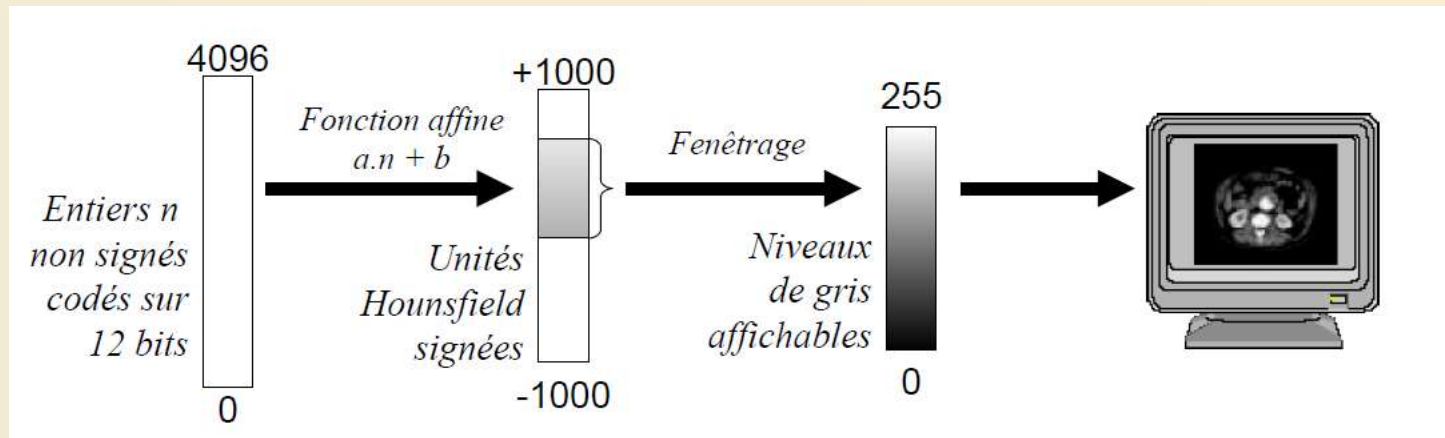 4096
Entiers n
non signés
codés sur
12 bits
0
Fonction affine
a.n + b
+1000
Unités
Hounsfield
signées
-1000
Fenêtrage
255
Niveaux
de gris
affichables
0